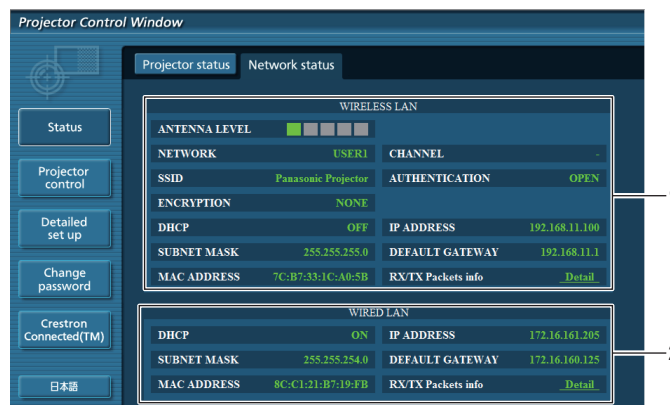 Projector Control Window
Projector status
Network status
Status
Projector control
Detailed set up
Change password
Crestron Connected(TM)
日本語
WIRELESS LAN
ANTENNA LEVEL
NETWORK USER1 CHANNEL -
SSID Panasonic Projector AUTHENTICATION OPEN
ENCRYPTION NONE
DHCP OFF IP ADDRESS 192.168.11.100
SUBNET MASK 255.255.255.0 DEFAULT GATEWAY 192.168.11.1
MAC ADDRESS 7C:B7:33:1C:A0:5B RX/TX Packets info Detail
WIRED LAN
DHCP ON IP ADDRESS 172.16.161.205
SUBNET MASK 255.255.254.0 DEFAULT GATEWAY 172.16.160.125
MAC ADDRESS 8C:C1:21:B7:19:FB RX/TX Packets info Detail